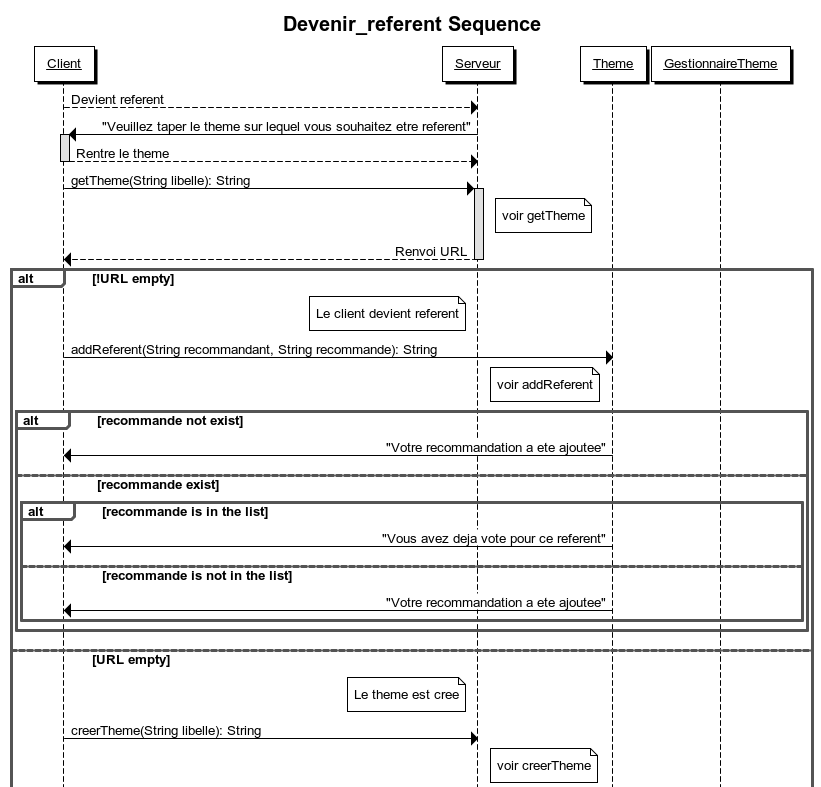 Devenir_referent Sequence
Client
Serveur
Theme
GestionnaireTheme
Devient referent
"Veuillez taper le theme sur lequel vous souhaitez etre referent"
Rentre le theme
getTheme(String libelle): String
voir getTheme
Renvoi URL
alt
[!URL empty]
Le client devient referent
addReferent(String recommandant, String recommande): String
voir addReferent
alt
[recommande not exist]
"Votre recommandation a ete ajoutee"
[recommande exist]
alt
[recommande is in the list]
"Vous avez deja vote pour ce referent"
[recommande is not in the list]
"Votre recommandation a ete ajoutee"
[URL empty]
Le theme est cree
creerTheme(String libelle): String
voir creerTheme